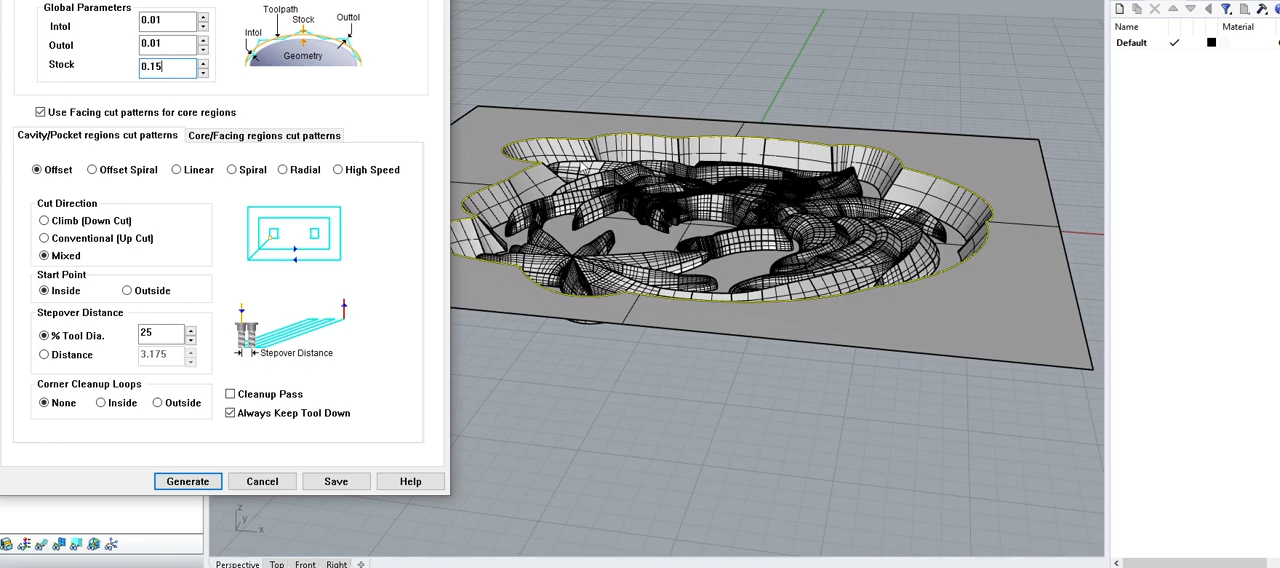 Global Parameters
Intol
0.01
Outol
0.01
Stock
0.15
Toolpath
Stock
Outtol
Intol
Geometry
Use Facing cut patterns for core regions
Cavity/Pocket regions cut patterns
Core/Facing regions cut patterns
Offset
Offset Spiral
Linear
Spiral
Radial
High Speed
Cut Direction
Climb (Down Cut)
Conventional (Up Cut)
Mixed
Start Point
Inside
Outside
Stepover Distance
% Tool Dia.
25
Distance
3.175
Stepover Distance
Corner Cleanup Loops
None
Inside
Outside
Cleanup Pass
Always Keep Tool Down
Generate
Cancel
Save
Help
z
y
x
Perspective
Top
Front
Right
Name
Material
Default